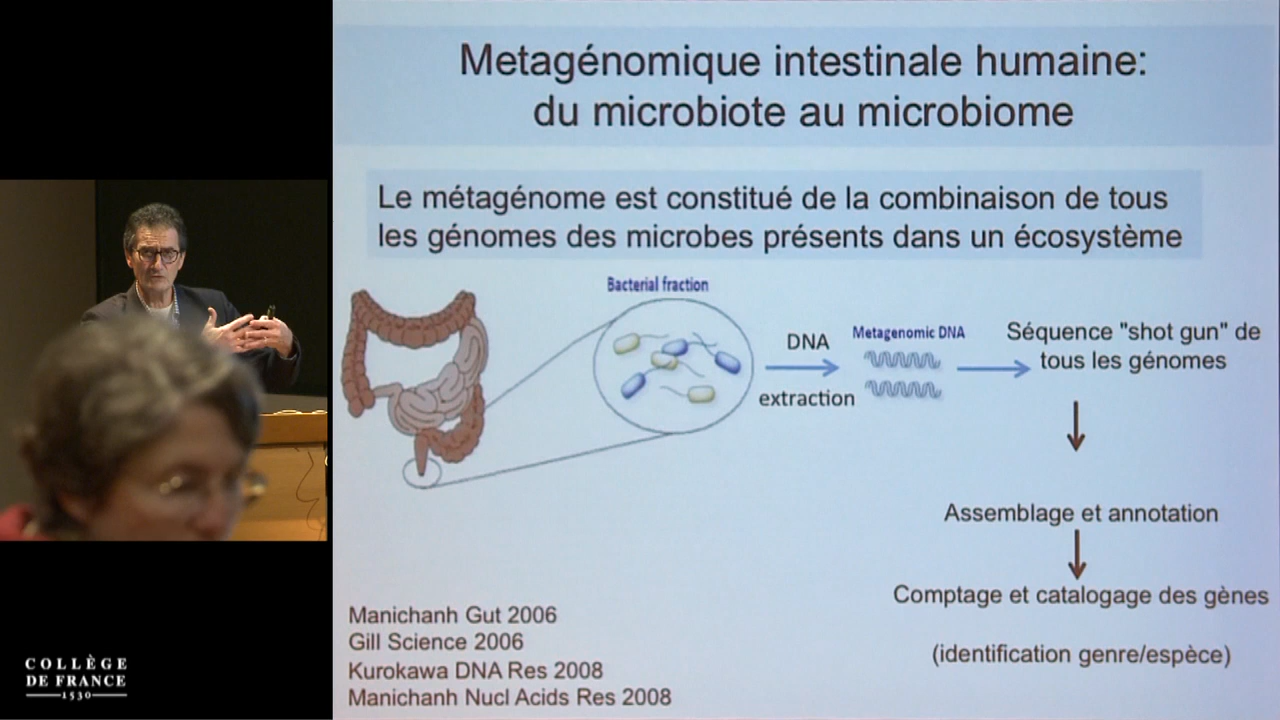 Metagénomique intestinale humaine:
du microbiote au microbiome
Le métagénome est constitué de la combinaison de tous
les génomes des microbes présents dans un écosystème
Bacterial fraction
DNA
extraction
Metagenomic DNA
Séquence "shot gun" de
tous les génomes
Assemblage et annotation
Comptage et catalogage des gènes
(identification genre/espèce)
Manichanh Gut 2006
Gill Science 2006
Kurokawa DNA Res 2008
Manichanh Nucl Acids Res 2008
COLLÈGE
DE FRANCE
1530